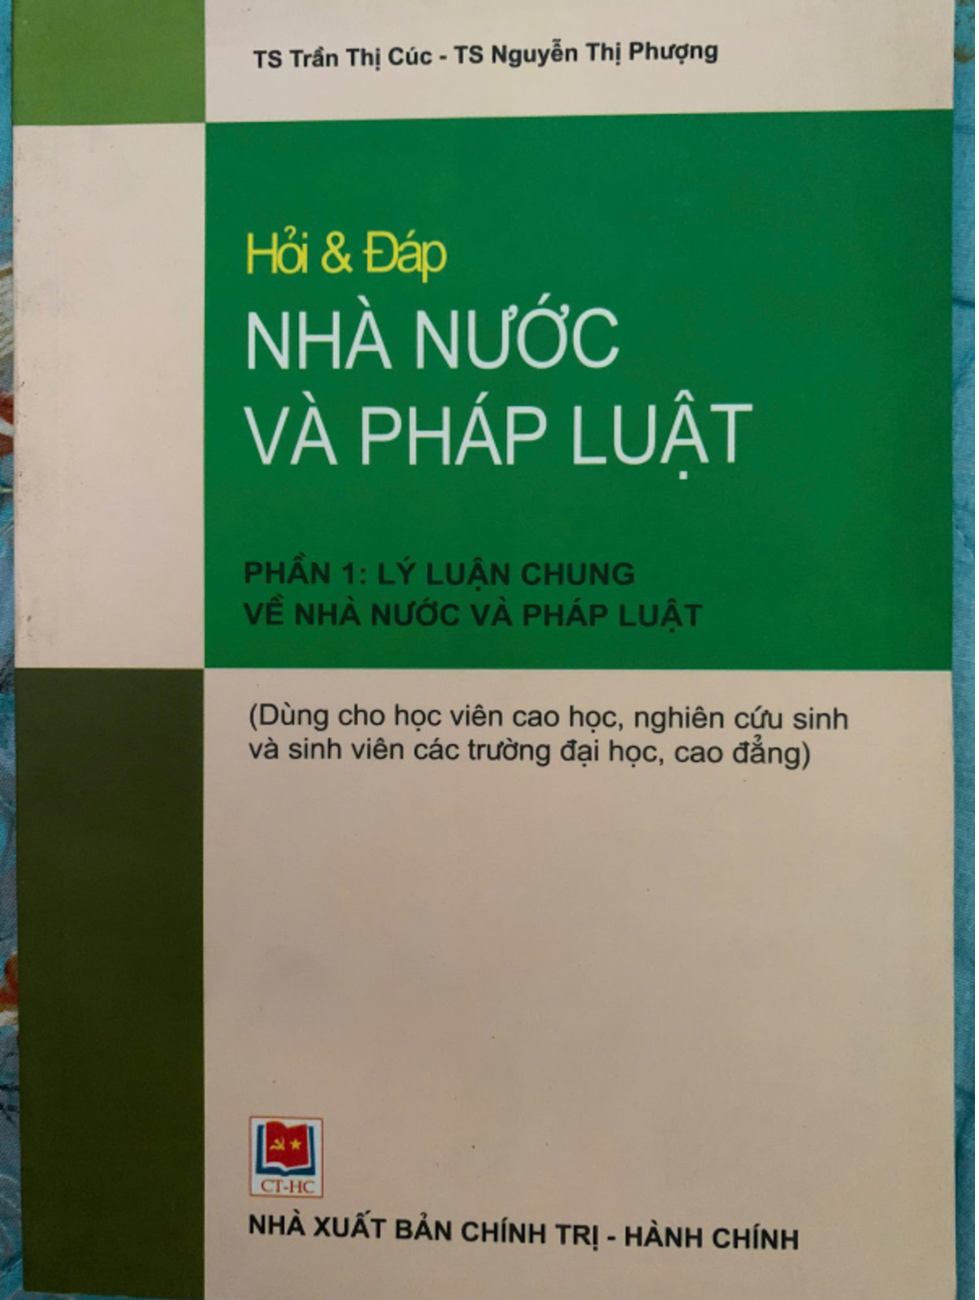 TS Trần Thị Cúc - TS Nguyễn Thị Phượng
Hỏi & Đáp
NHÀ NƯỚC
VÀ PHÁP LUẬT
PHẦN 1: LÝ LUẬN CHUNG
VỀ NHÀ NƯỚC VÀ PHÁP LUẬT
(Dùng cho học viên cao học, nghiên cứu sinh
và sinh viên các trường đại học, cao đẳng)
CT-HC
NHÀ XUẤT BẢN CHÍNH TRỊ - HÀNH CHÍNH